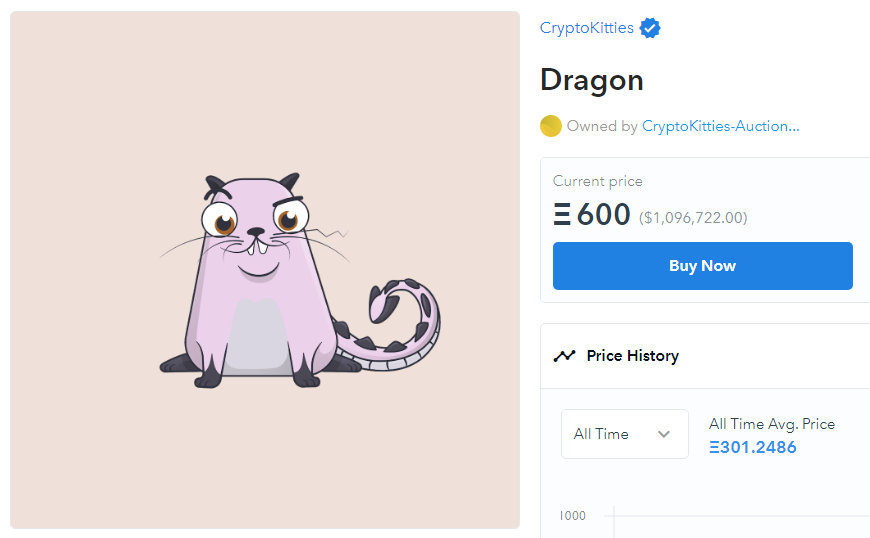 CryptoKitties
Dragon
Owned by CryptoKitties-Auction...
Current price
Ξ 600 ($1,096,722.00)
Buy Now
Price History
All Time
All Time Avg. Price
Ξ301.2486
1000